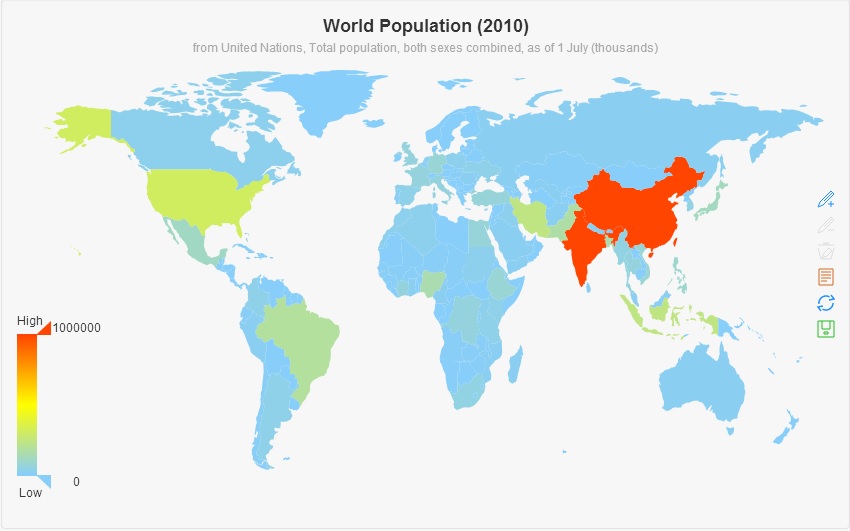 World Population (2010)
from United Nations, Total population, both sexes combined, as of 1 July (thousands)
High
1000000
0
Low